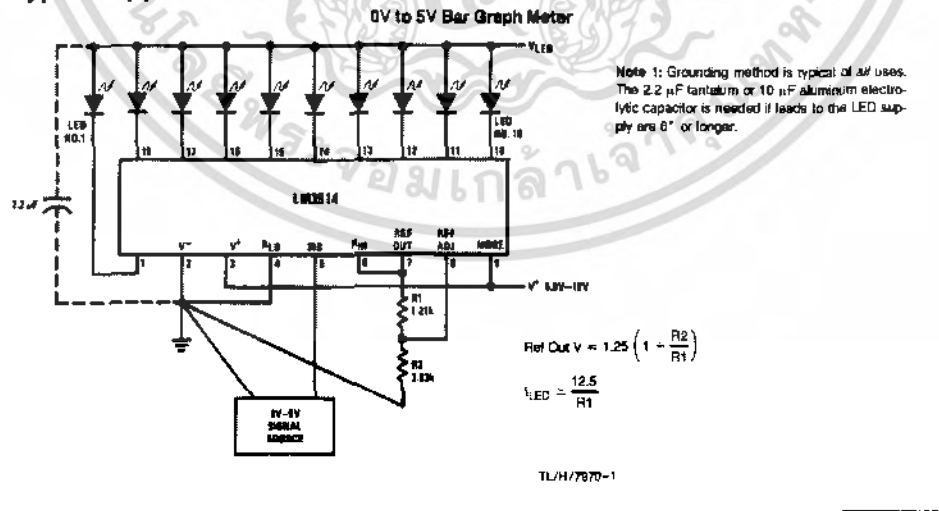 0V to 5V Bar Graph Meter
VLED
Note 1: Grounding method is typical of all uses.
The 2.2 μF tantalum or 10 μF aluminum electro-
lytic capacitor is needed if leads to the LED sup-
ply are 6" or longer.
LED
NO.1
LED
NO. 10
18 17 16 15 14 13 12 11 10
2.2 μF
LM3914
V− V+ RLO SIG RHI REF OUT REF ADJ MODE
1 2 3 4 5 6 7 8 9
R1
1.21k
R2
3.83k
0V–5V
SIGNAL
SOURCE
Ref Out V = 1.25 (1 + R2/R1)
ILED ≅ 12.5/R1
TL/H/7970–1